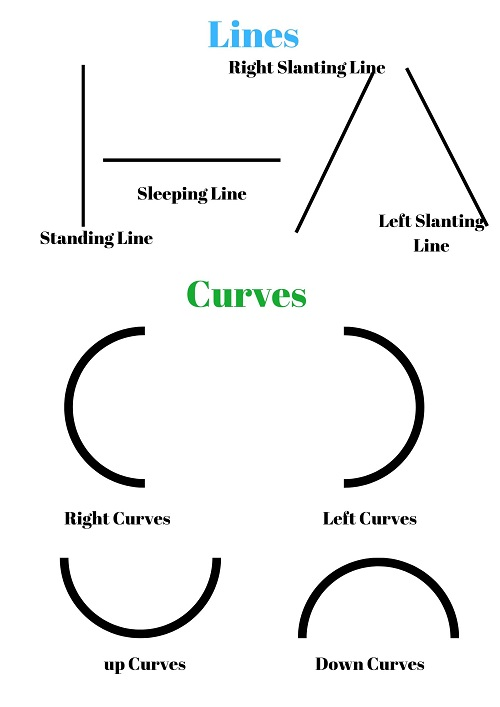 Lines
Right Slanting Line
Sleeping Line
Left Slanting
Line
Standing Line
Curves
Right Curves
Left Curves
up Curves
Down Curves